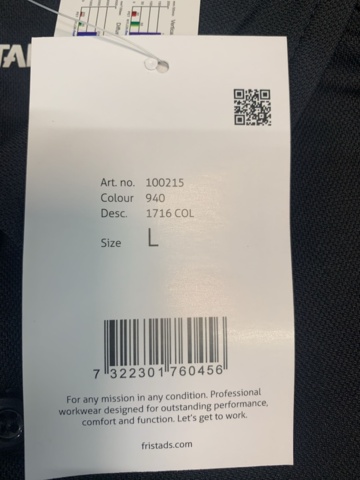 Art. no. 100215
Colour 940
Desc. 1716 COL
Size L
7 322301 760456
For any mission in any condition. Professional
workwear designed for outstanding performance,
comfort and function. Let's get to work.
fristads.com